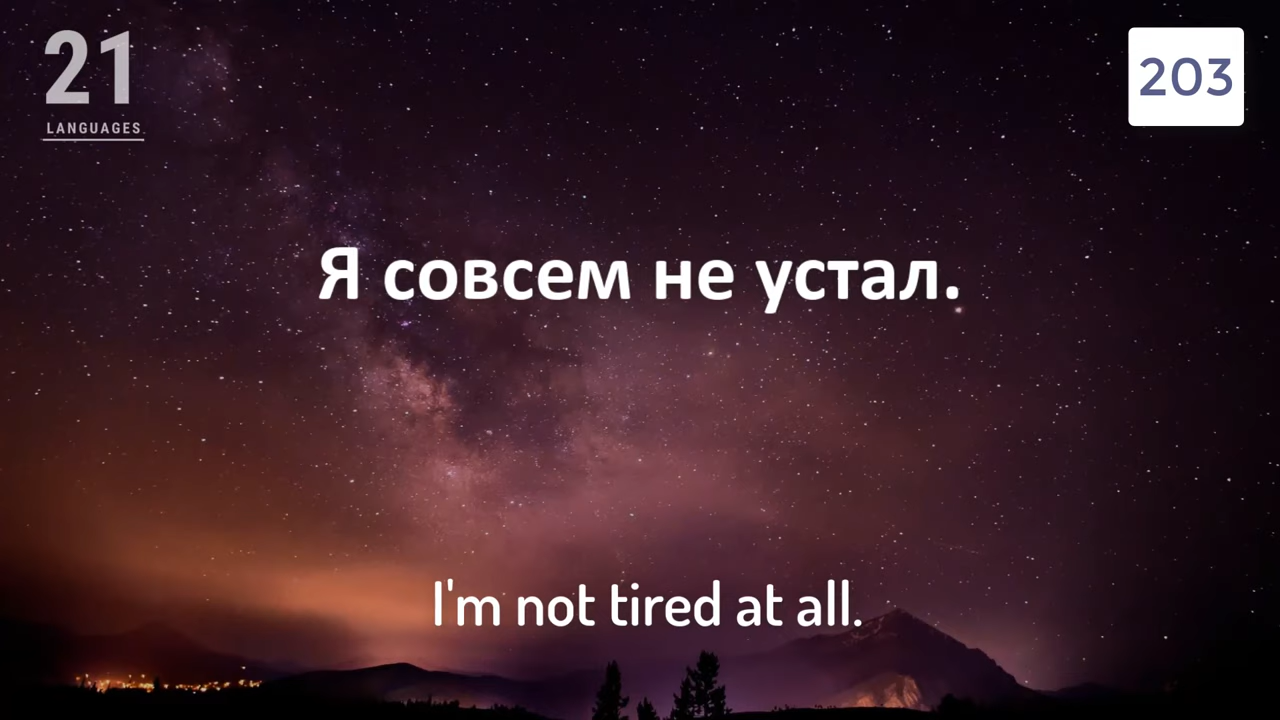 21
LANGUAGES
203
Я совсем не устал.
I'm not tired at all.